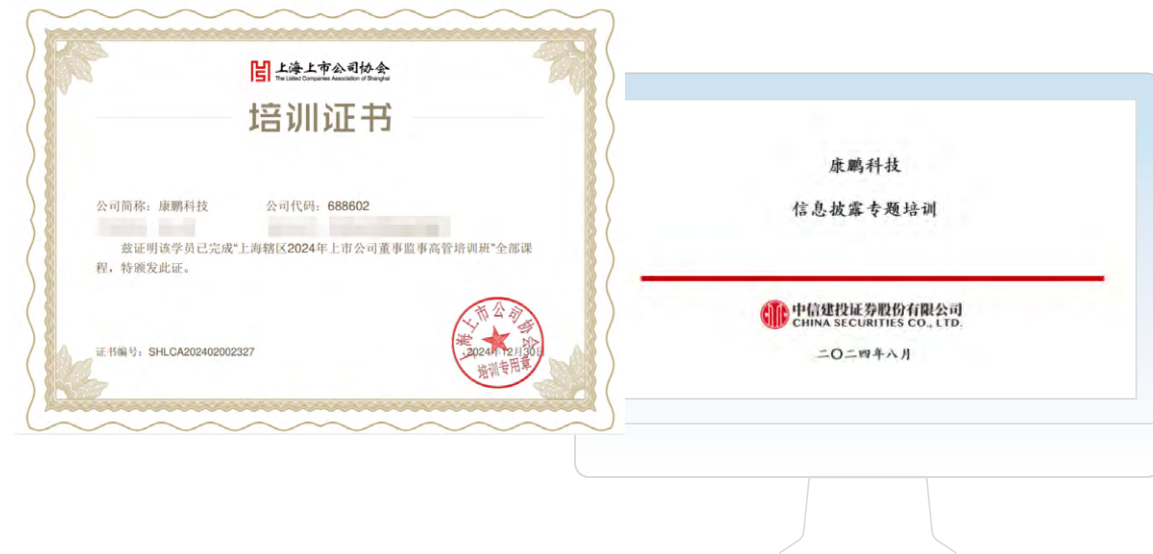 上海上市公司协会
The Listed Companies Association of Shanghai
培训证书
公司简称：康鹏科技 公司代码：688602
兹证明该学员已完成“上海辖区2024年上市公司董事监事高管培训班”全部课
程，特颁发此证。
证书编号：SHLCA202402002327
2024年12月30日
上海上市公司协会
培训专用章
康鹏科技
信息披露专题培训
中信建投证券股份有限公司
CHINA SECURITIES CO., LTD.
二〇二四年八月